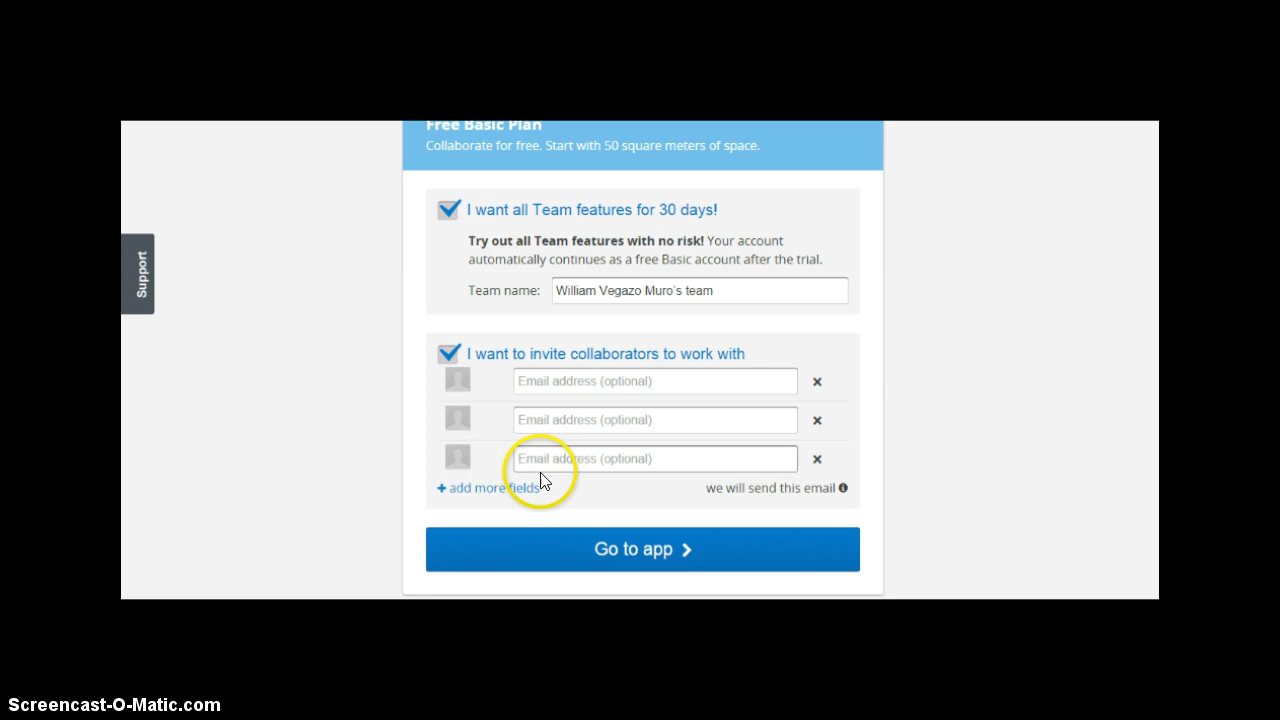 Free Basic Plan
Collaborate for free. Start with 50 square meters of space.
Support
I want all Team features for 30 days!
Try out all Team features with no risk! Your account
automatically continues as a free Basic account after the trial.
Team name: William Vegazo Muro's team
I want to invite collaborators to work with
Email address (optional)
Email address (optional)
Email address (optional)
+ add more fields we will send this email
Go to app
Screencast-O-Matic.com